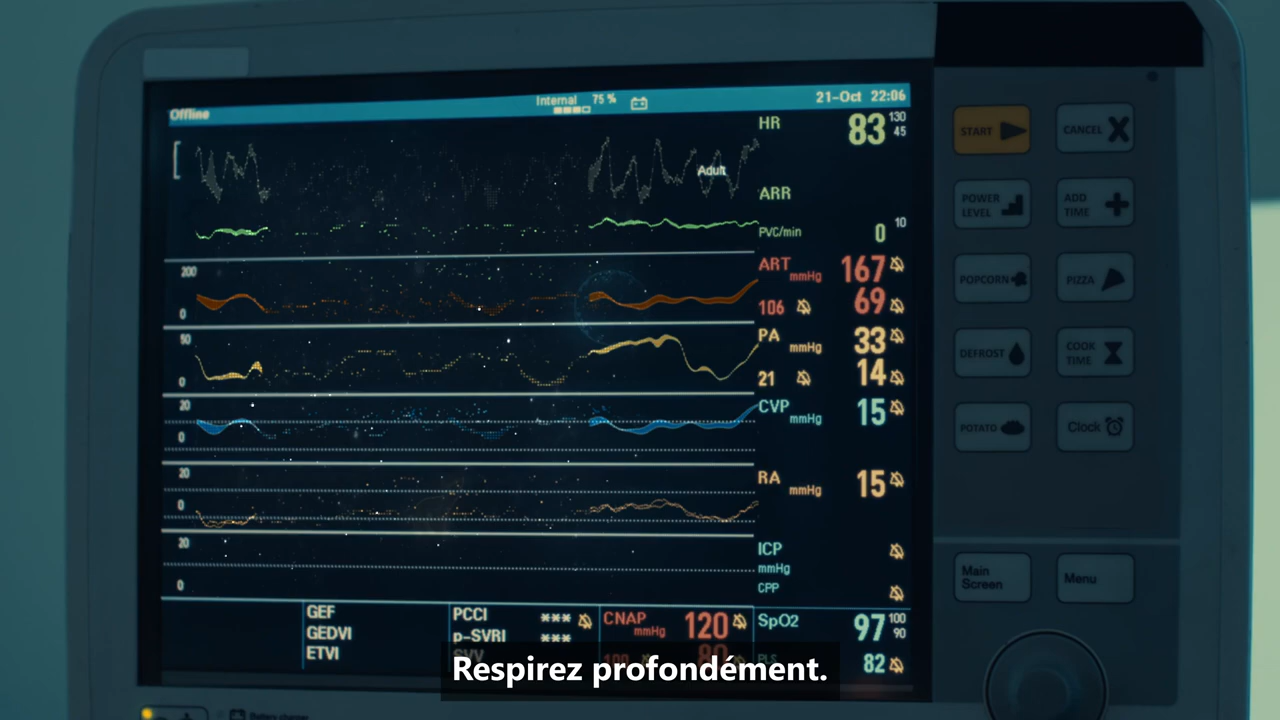 Offline
Internal 75 %
21-Oct 22:06
HR 83 130 45
Adult
ARR
PVC/min 0 10
200
0
ART mmHg 167
106 69
50
0
PA mmHg 33
21 14
20
0
CVP mmHg 15
20
0
RA mmHg 15
20
0
ICP
mmHg
CPP
GEF
GEDVI
ETVI
PCCI ***
p-SVRI ***
SVV
CNAP mmHg 120
SpO2 97 100 90
82
START
CANCEL
POWER LEVEL
ADD TIME
POPCORN
PIZZA
DEFROST
COOK TIME
POTATO
Clock
Main Screen
Menu
Respirez profondément.